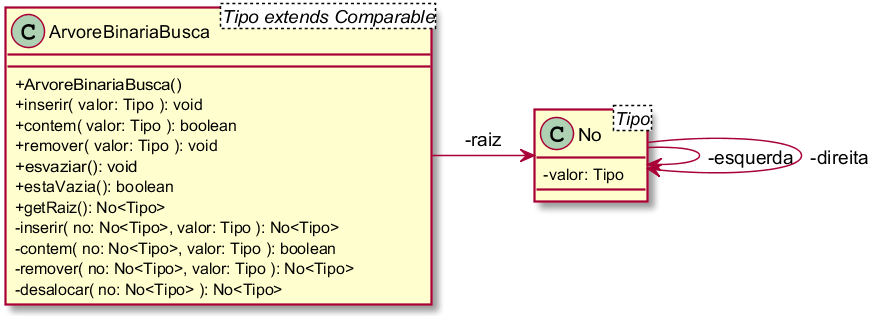 Tipo extends Comparable
C ArvoreBinariaBusca
+ArvoreBinariaBusca()
+inserir( valor: Tipo ): void
+contem( valor: Tipo ): boolean
+remover( valor: Tipo ): void
+esvaziar(): void
+estaVazia(): boolean
+getRaiz(): No<Tipo>
-inserir( no: No<Tipo>, valor: Tipo ): No<Tipo>
-contem( no: No<Tipo>, valor: Tipo ): boolean
-remover( no: No<Tipo>, valor: Tipo ): No<Tipo>
-desalocar( no: No<Tipo> ): No<Tipo>
-raiz
Tipo
C No
-valor: Tipo
-esquerda
-direita